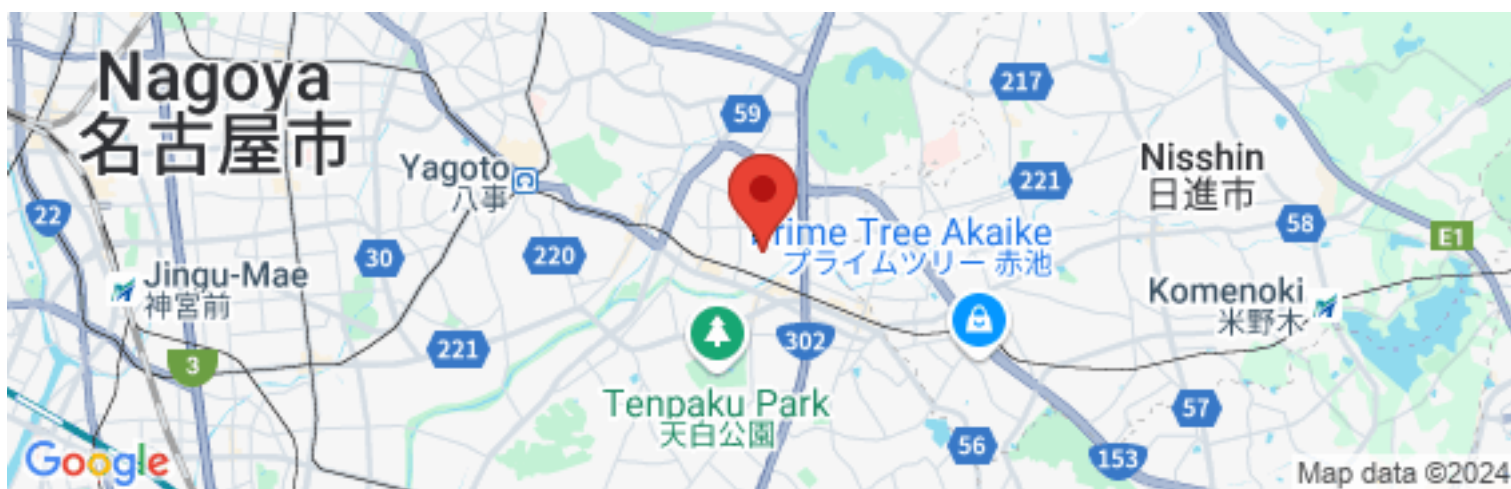 Nagoya
名古屋市
59
217
Yagoto
八事
221
Nisshin
日進市
22
30
220
Prime Tree Akaike
プライムツリー 赤池
58
E1
Jingu-Mae
神宮前
Komenoki
米野木
3
221
302
Tenpaku Park
天白公園
57
56
153
Google
Map data ©2024